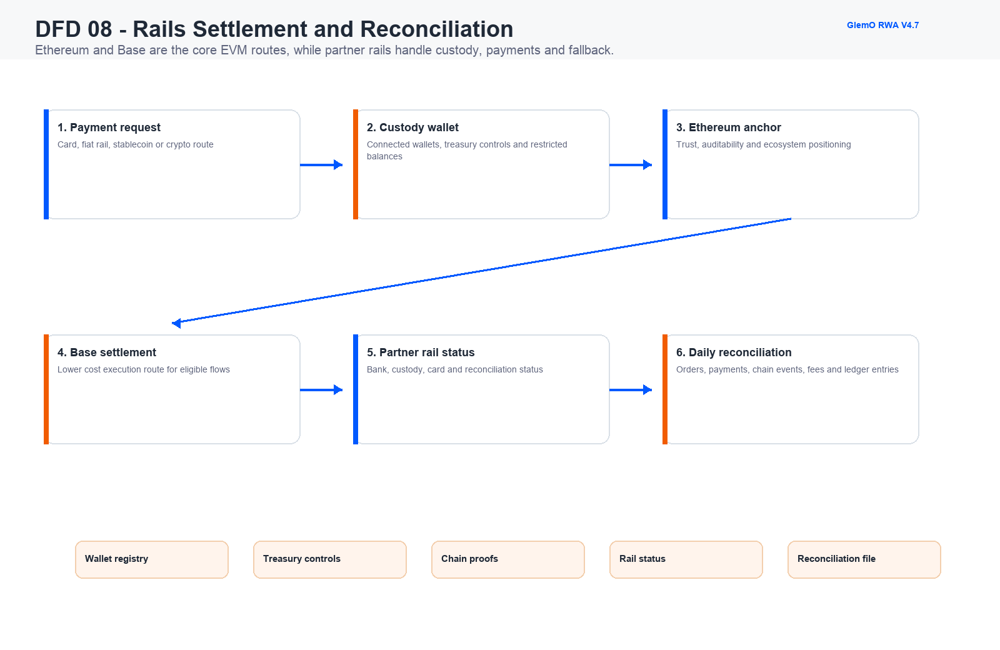 DFD 08 - Rails Settlement and Reconciliation
GlemO RWA V4.7
Ethereum and Base are the core EVM routes, while partner rails handle custody, payments and fallback.
1. Payment request
Card, fiat rail, stablecoin or crypto route
2. Custody wallet
Connected wallets, treasury controls and restricted
balances
3. Ethereum anchor
Trust, auditability and ecosystem positioning
4. Base settlement
Lower cost execution route for eligible flows
5. Partner rail status
Bank, custody, card and reconciliation status
6. Daily reconciliation
Orders, payments, chain events, fees and ledger entries
Wallet registry
Treasury controls
Chain proofs
Rail status
Reconciliation file